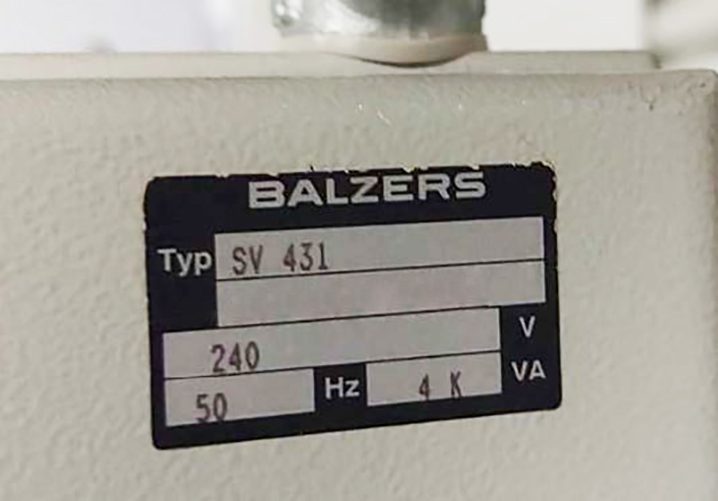 BALZERS
Typ SV 431
240 V
50 Hz 4 K VA